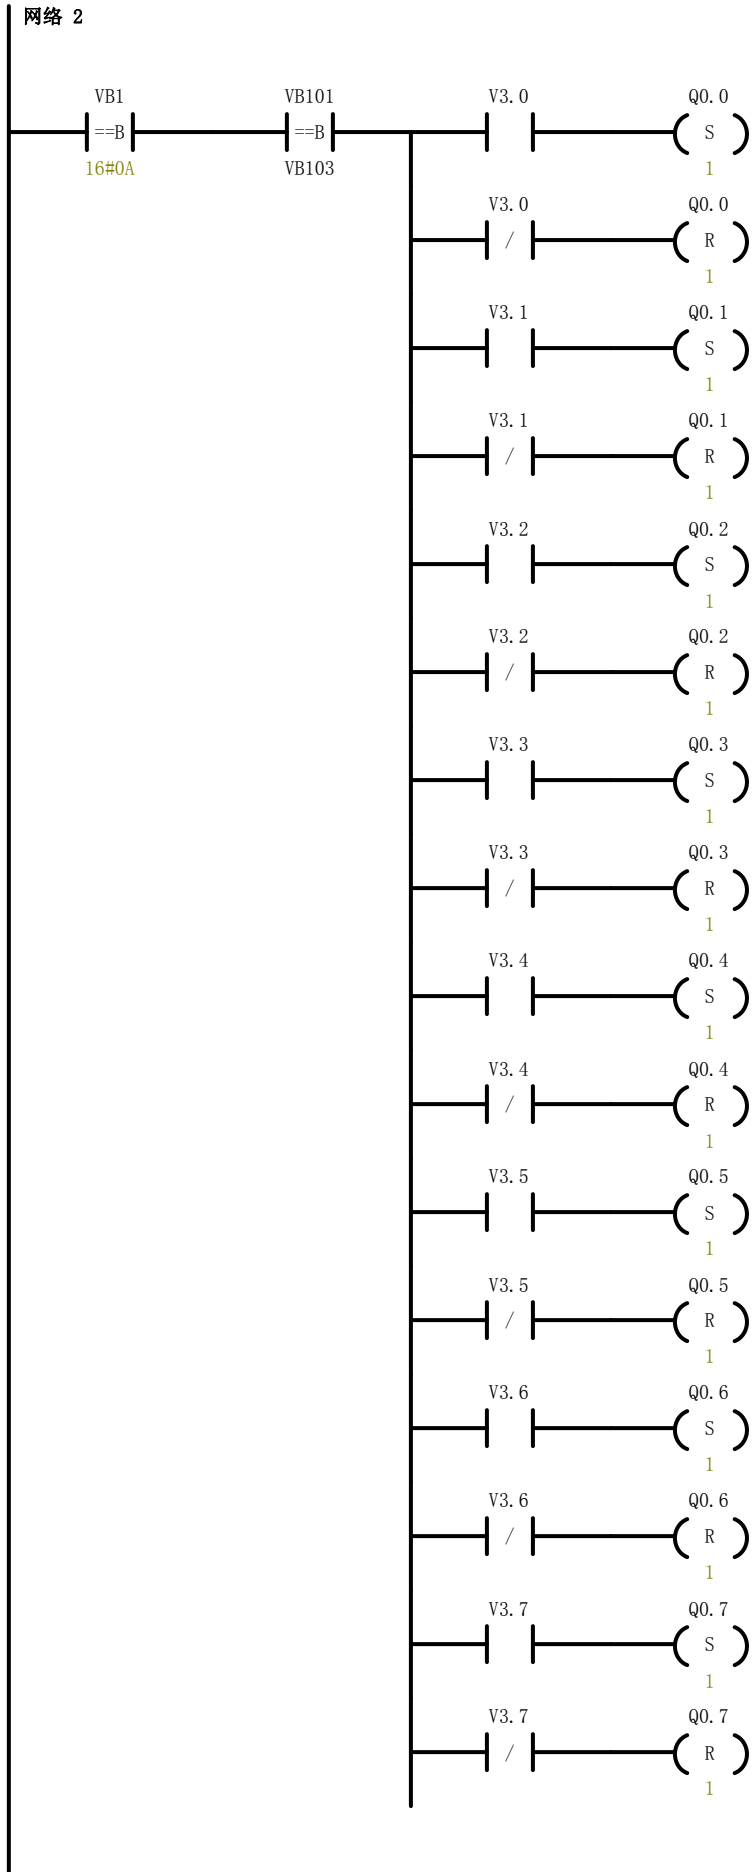 网络 2
VB1 VB101 V3.0 Q0.0
==B ==B S
16#0A VB103 1
V3.0 Q0.0
/ R
1
V3.1 Q0.1
S
1
V3.1 Q0.1
/ R
1
V3.2 Q0.2
S
1
V3.2 Q0.2
/ R
1
V3.3 Q0.3
S
1
V3.3 Q0.3
/ R
1
V3.4 Q0.4
S
1
V3.4 Q0.4
/ R
1
V3.5 Q0.5
S
1
V3.5 Q0.5
/ R
1
V3.6 Q0.6
S
1
V3.6 Q0.6
/ R
1
V3.7 Q0.7
S
1
V3.7 Q0.7
/ R
1